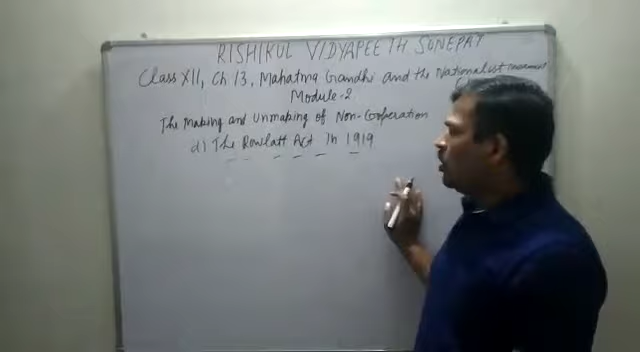 RISHIKUL VIDYAPEETH SONEPAT
Class XII, Ch 13, Mahatma Gandhi and the Nationalist movement
Module-2
The Making and Unmaking of Non-Cooperation
d) The Rowlatt Act in 1919